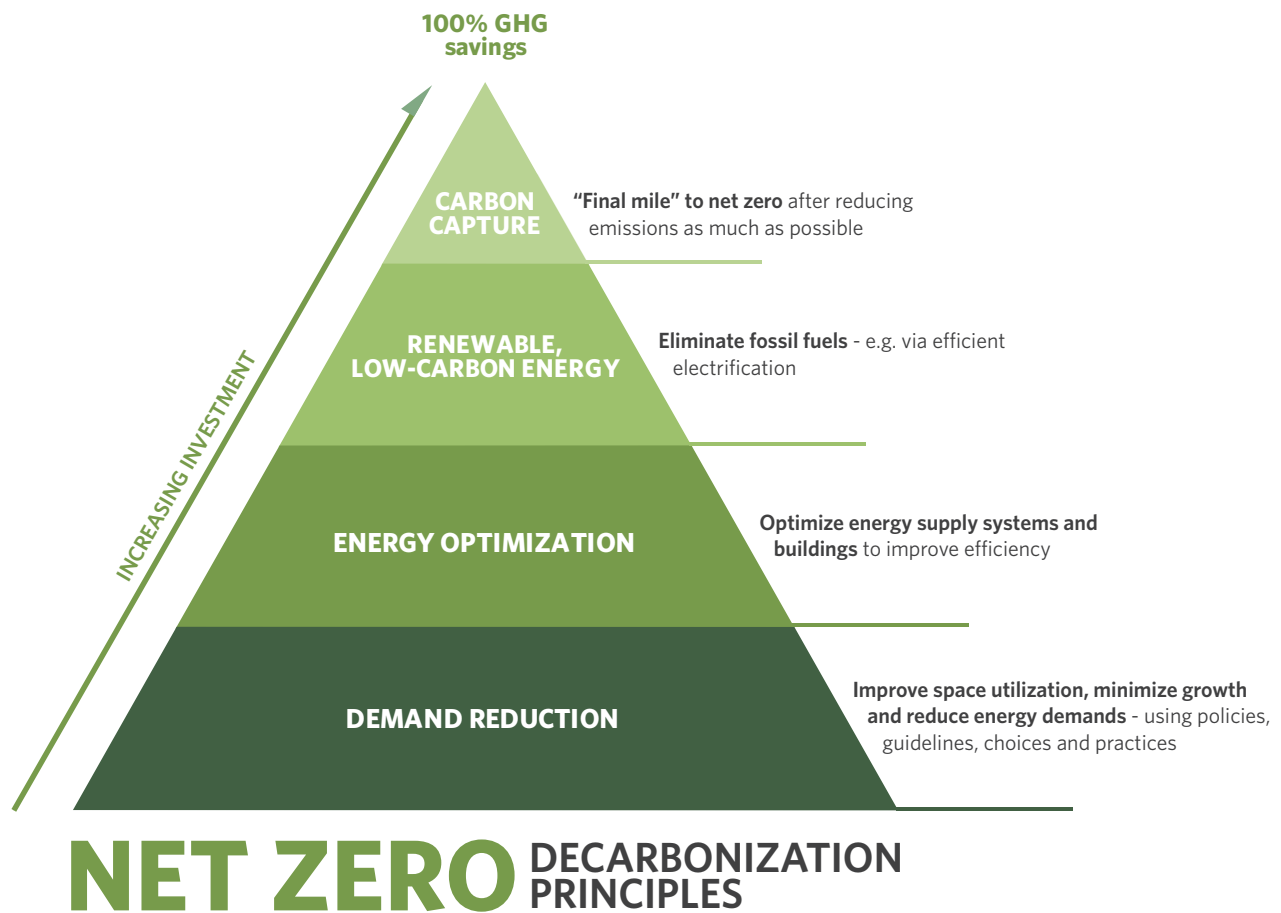 100% GHG
savings
CARBON
CAPTURE
“Final mile” to net zero after reducing
emissions as much as possible
RENEWABLE,
LOW-CARBON ENERGY
Eliminate fossil fuels - e.g. via efficient
electrification
INCREASING INVESTMENT
ENERGY OPTIMIZATION
Optimize energy supply systems and
buildings to improve efficiency
DEMAND REDUCTION
Improve space utilization, minimize growth
and reduce energy demands - using policies,
guidelines, choices and practices
NET ZERO
DECARBONIZATION
PRINCIPLES